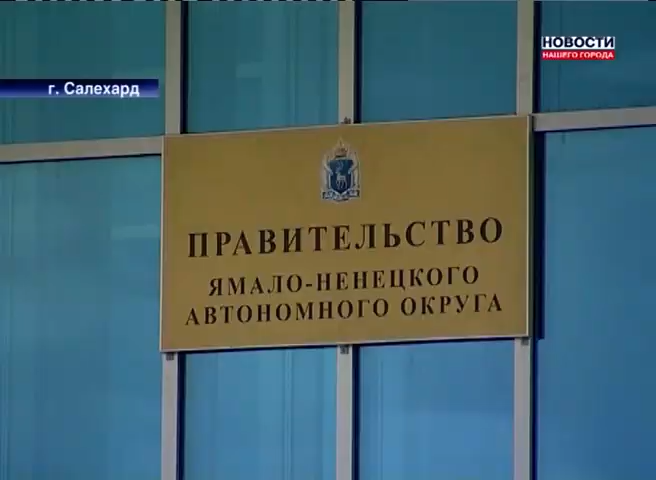 НОВОСТИ
НАШЕГО ГОРОДА
г. Салехард
ПРАВИТЕЛЬСТВО
ЯМАЛО-НЕНЕЦКОГО
АВТОНОМНОГО ОКРУГА